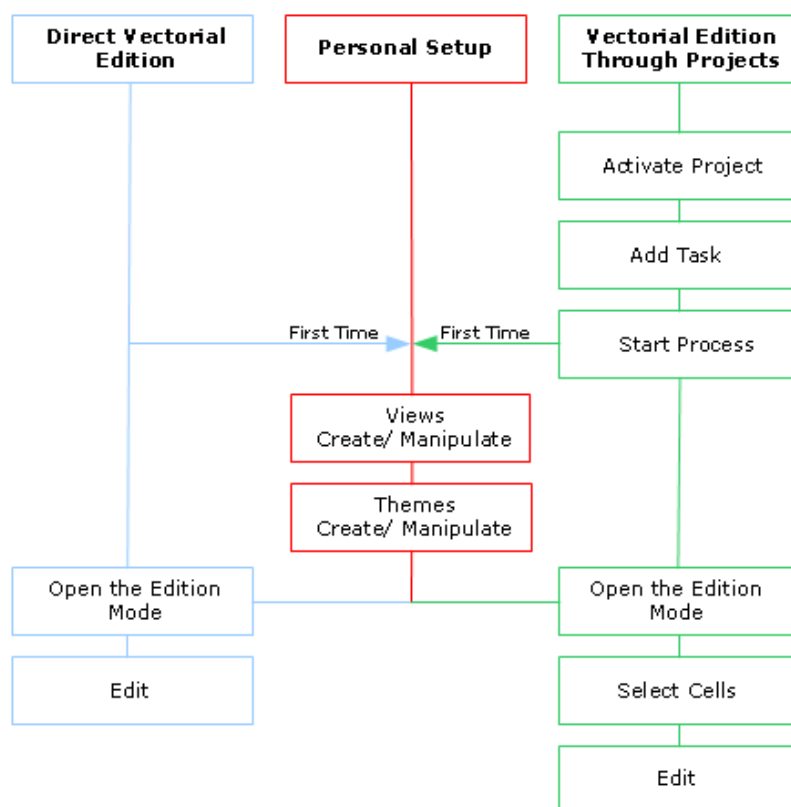 Direct Vectorial
Edition
Personal Setup
Vectorial Edition
Through Projects
Activate Project
Add Task
First Time
First Time
Start Process
Views
Create/ Manipulate
Themes
Create/ Manipulate
Open the Edition
Mode
Open the Edition
Mode
Edit
Select Cells
Edit